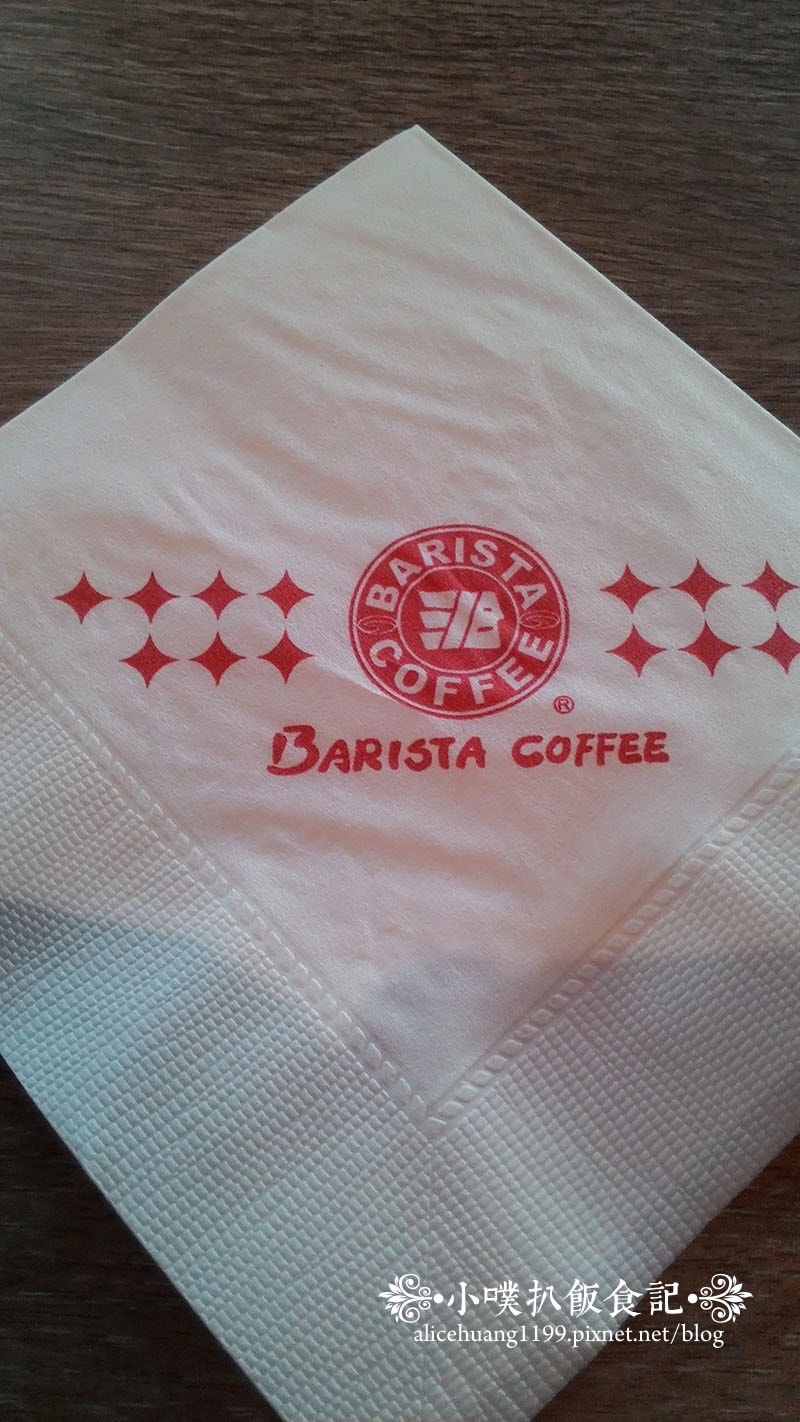 BARISTA
COFFEE
®
BARISTA COFFEE
•小噗扒飯食記•
alicehuang1199.pixnet.net/blog